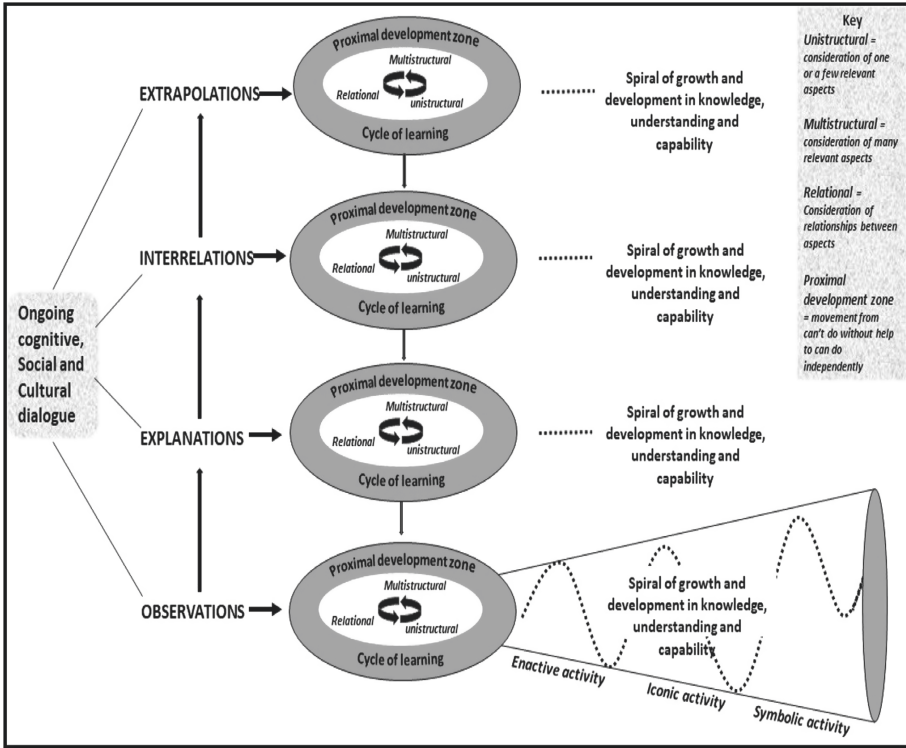 Proximal development zone
Multistructural
Relational
unistructural
Cycle of learning
EXTRAPOLATIONS
Spiral of growth and
development in knowledge,
understanding and
capability
Key
Unistructural =
consideration of one
or a few relevant
aspects
Multistructural =
consideration of many
relevant aspects
Relational =
Consideration of
relationships between
aspects
Proximal
development zone
= movement from
can't do without help
to can do
independently
Proximal development zone
Multistructural
Relational
unistructural
Cycle of learning
INTERRELATIONS
Spiral of growth and
development in knowledge,
understanding and
capability
Ongoing
cognitive,
Social and
Cultural
dialogue
Proximal development zone
Multistructural
Relational
unistructural
Cycle of learning
EXPLANATIONS
Spiral of growth and
development in knowledge,
understanding and
capability
Proximal development zone
Multistructural
Relational
unistructural
Cycle of learning
OBSERVATIONS
Spiral of growth and
development in knowledge,
understanding and
capability
Enactive activity
Iconic activity
Symbolic activity